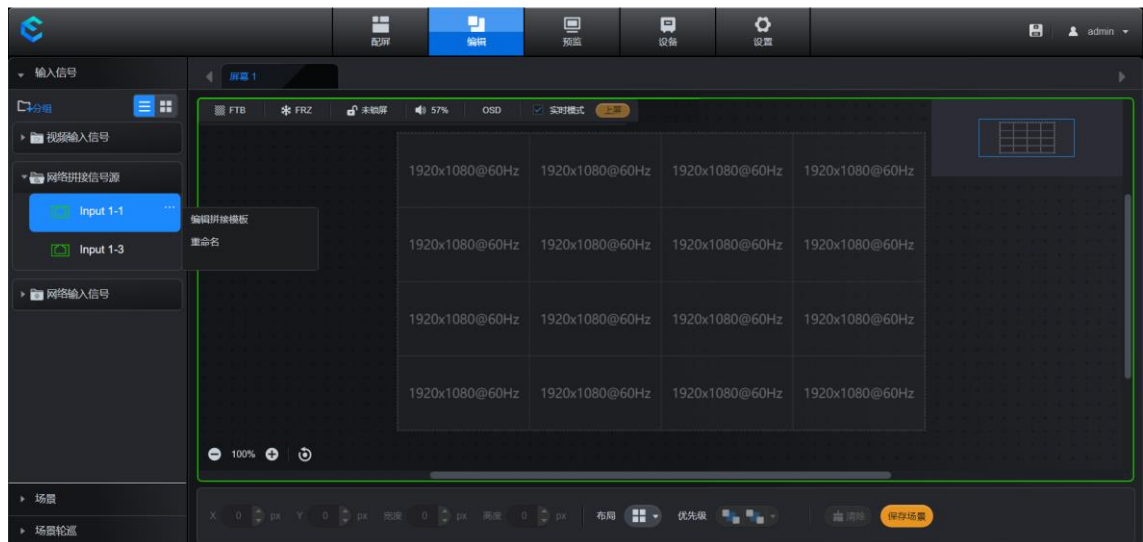 配屏
编辑
预监
设备
设置
admin
输入信号
屏幕 1
分组
FTB
FRZ
未锁屏
57%
OSD
实时模式
上屏
视频输入信号
网络拼接信号源
Input 1-1
...
编辑拼接模板
重命名
Input 1-3
网络输入信号
1920x1080@60Hz 1920x1080@60Hz 1920x1080@60Hz 1920x1080@60Hz
1920x1080@60Hz 1920x1080@60Hz 1920x1080@60Hz 1920x1080@60Hz
1920x1080@60Hz 1920x1080@60Hz 1920x1080@60Hz 1920x1080@60Hz
1920x1080@60Hz 1920x1080@60Hz 1920x1080@60Hz 1920x1080@60Hz
100%
场景
场景轮巡
X 0 px Y 0 px 宽度 0 px 高度 0 px 布局 优先级 清除 保存场景